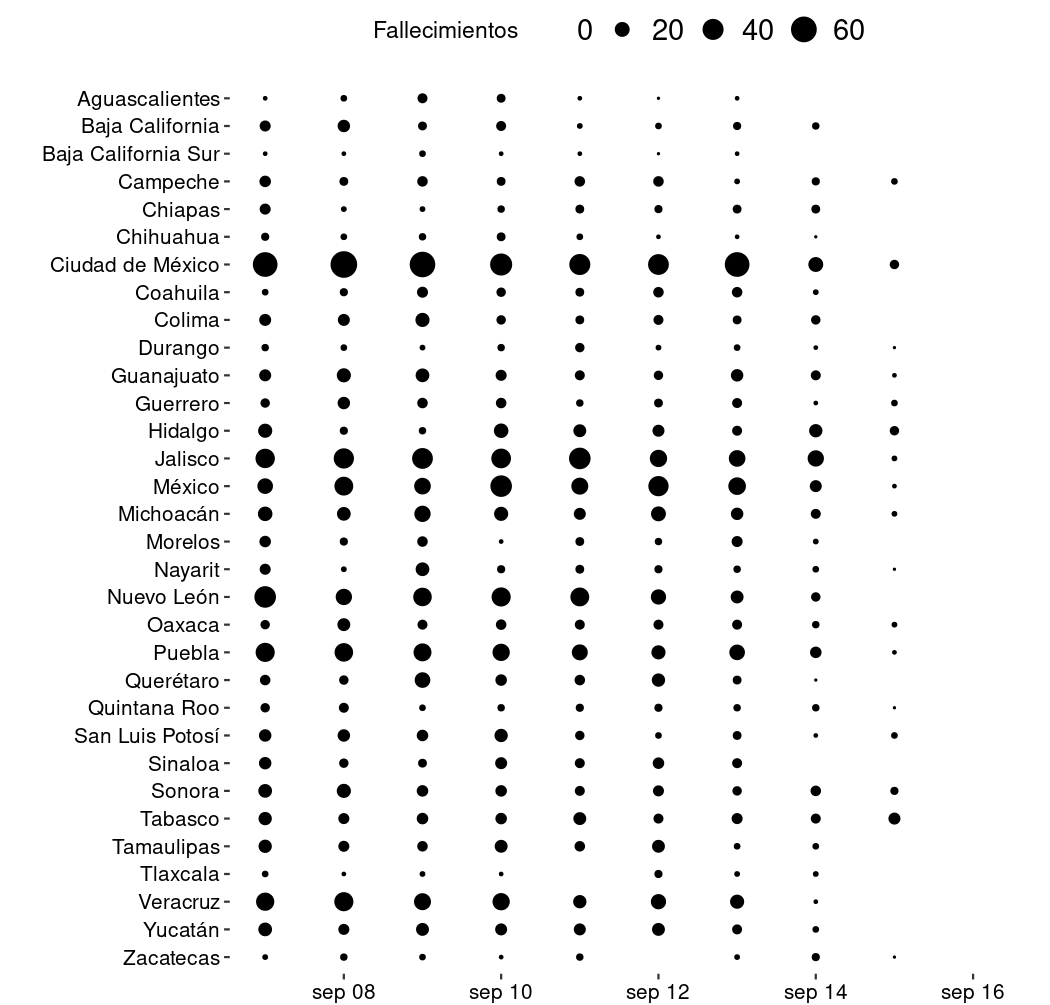 Fallecimientos 0 20 40 60
Aguascalientes
Baja California
Baja California Sur
Campeche
Chiapas
Chihuahua
Ciudad de México
Coahuila
Colima
Durango
Guanajuato
Guerrero
Hidalgo
Jalisco
México
Michoacán
Morelos
Nayarit
Nuevo León
Oaxaca
Puebla
Querétaro
Quintana Roo
San Luis Potosí
Sinaloa
Sonora
Tabasco
Tamaulipas
Tlaxcala
Veracruz
Yucatán
Zacatecas
sep 08 sep 10 sep 12 sep 14 sep 16